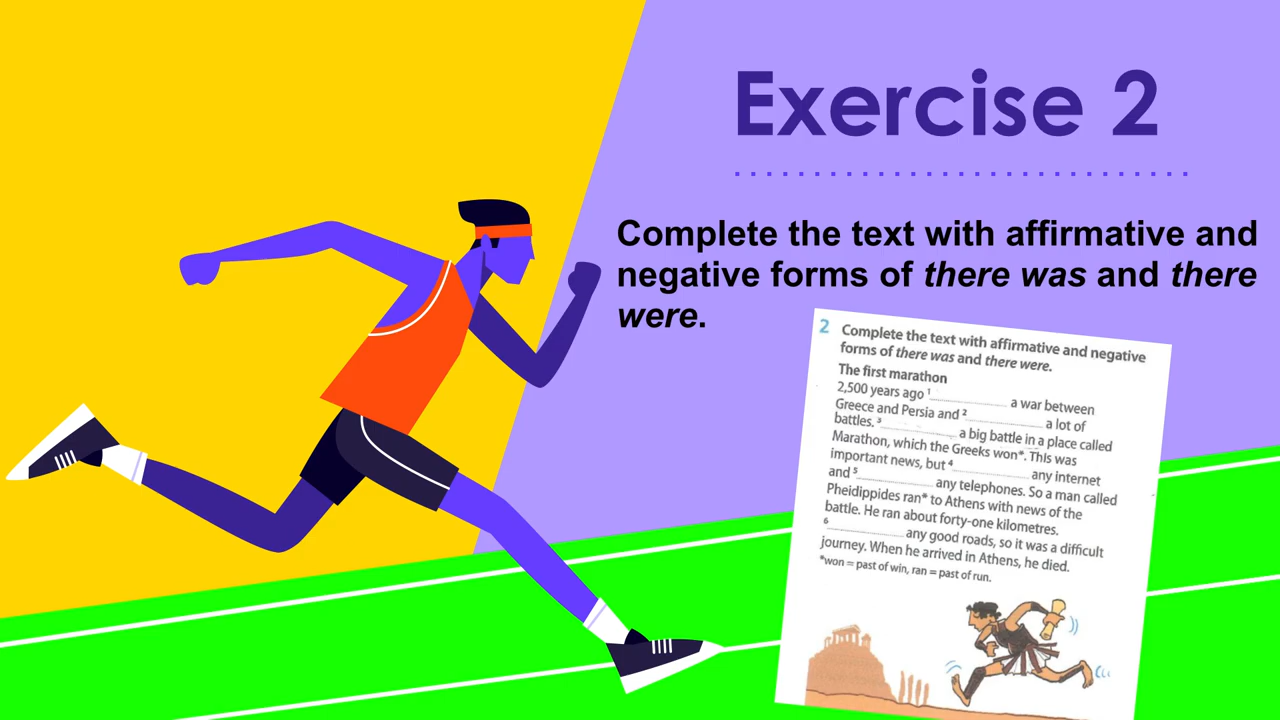 Exercise 2
Complete the text with affirmative and
negative forms of there was and there
were.
2 Complete the text with affirmative and negative
forms of there was and there were.
The first marathon
2,500 years ago ¹ .................... a war between
Greece and Persia and ² .................... a lot of
battles. ³ .................... a big battle in a place called
Marathon, which the Greeks won*. This was
important news, but ⁴ .................... any internet
and ⁵ .................... any telephones. So a man called
Pheidippides ran* to Athens with news of the
battle. He ran about forty-one kilometres.
⁶ .................... any good roads, so it was a difficult
journey. When he arrived in Athens, he died.
*won = past of win, ran = past of run.